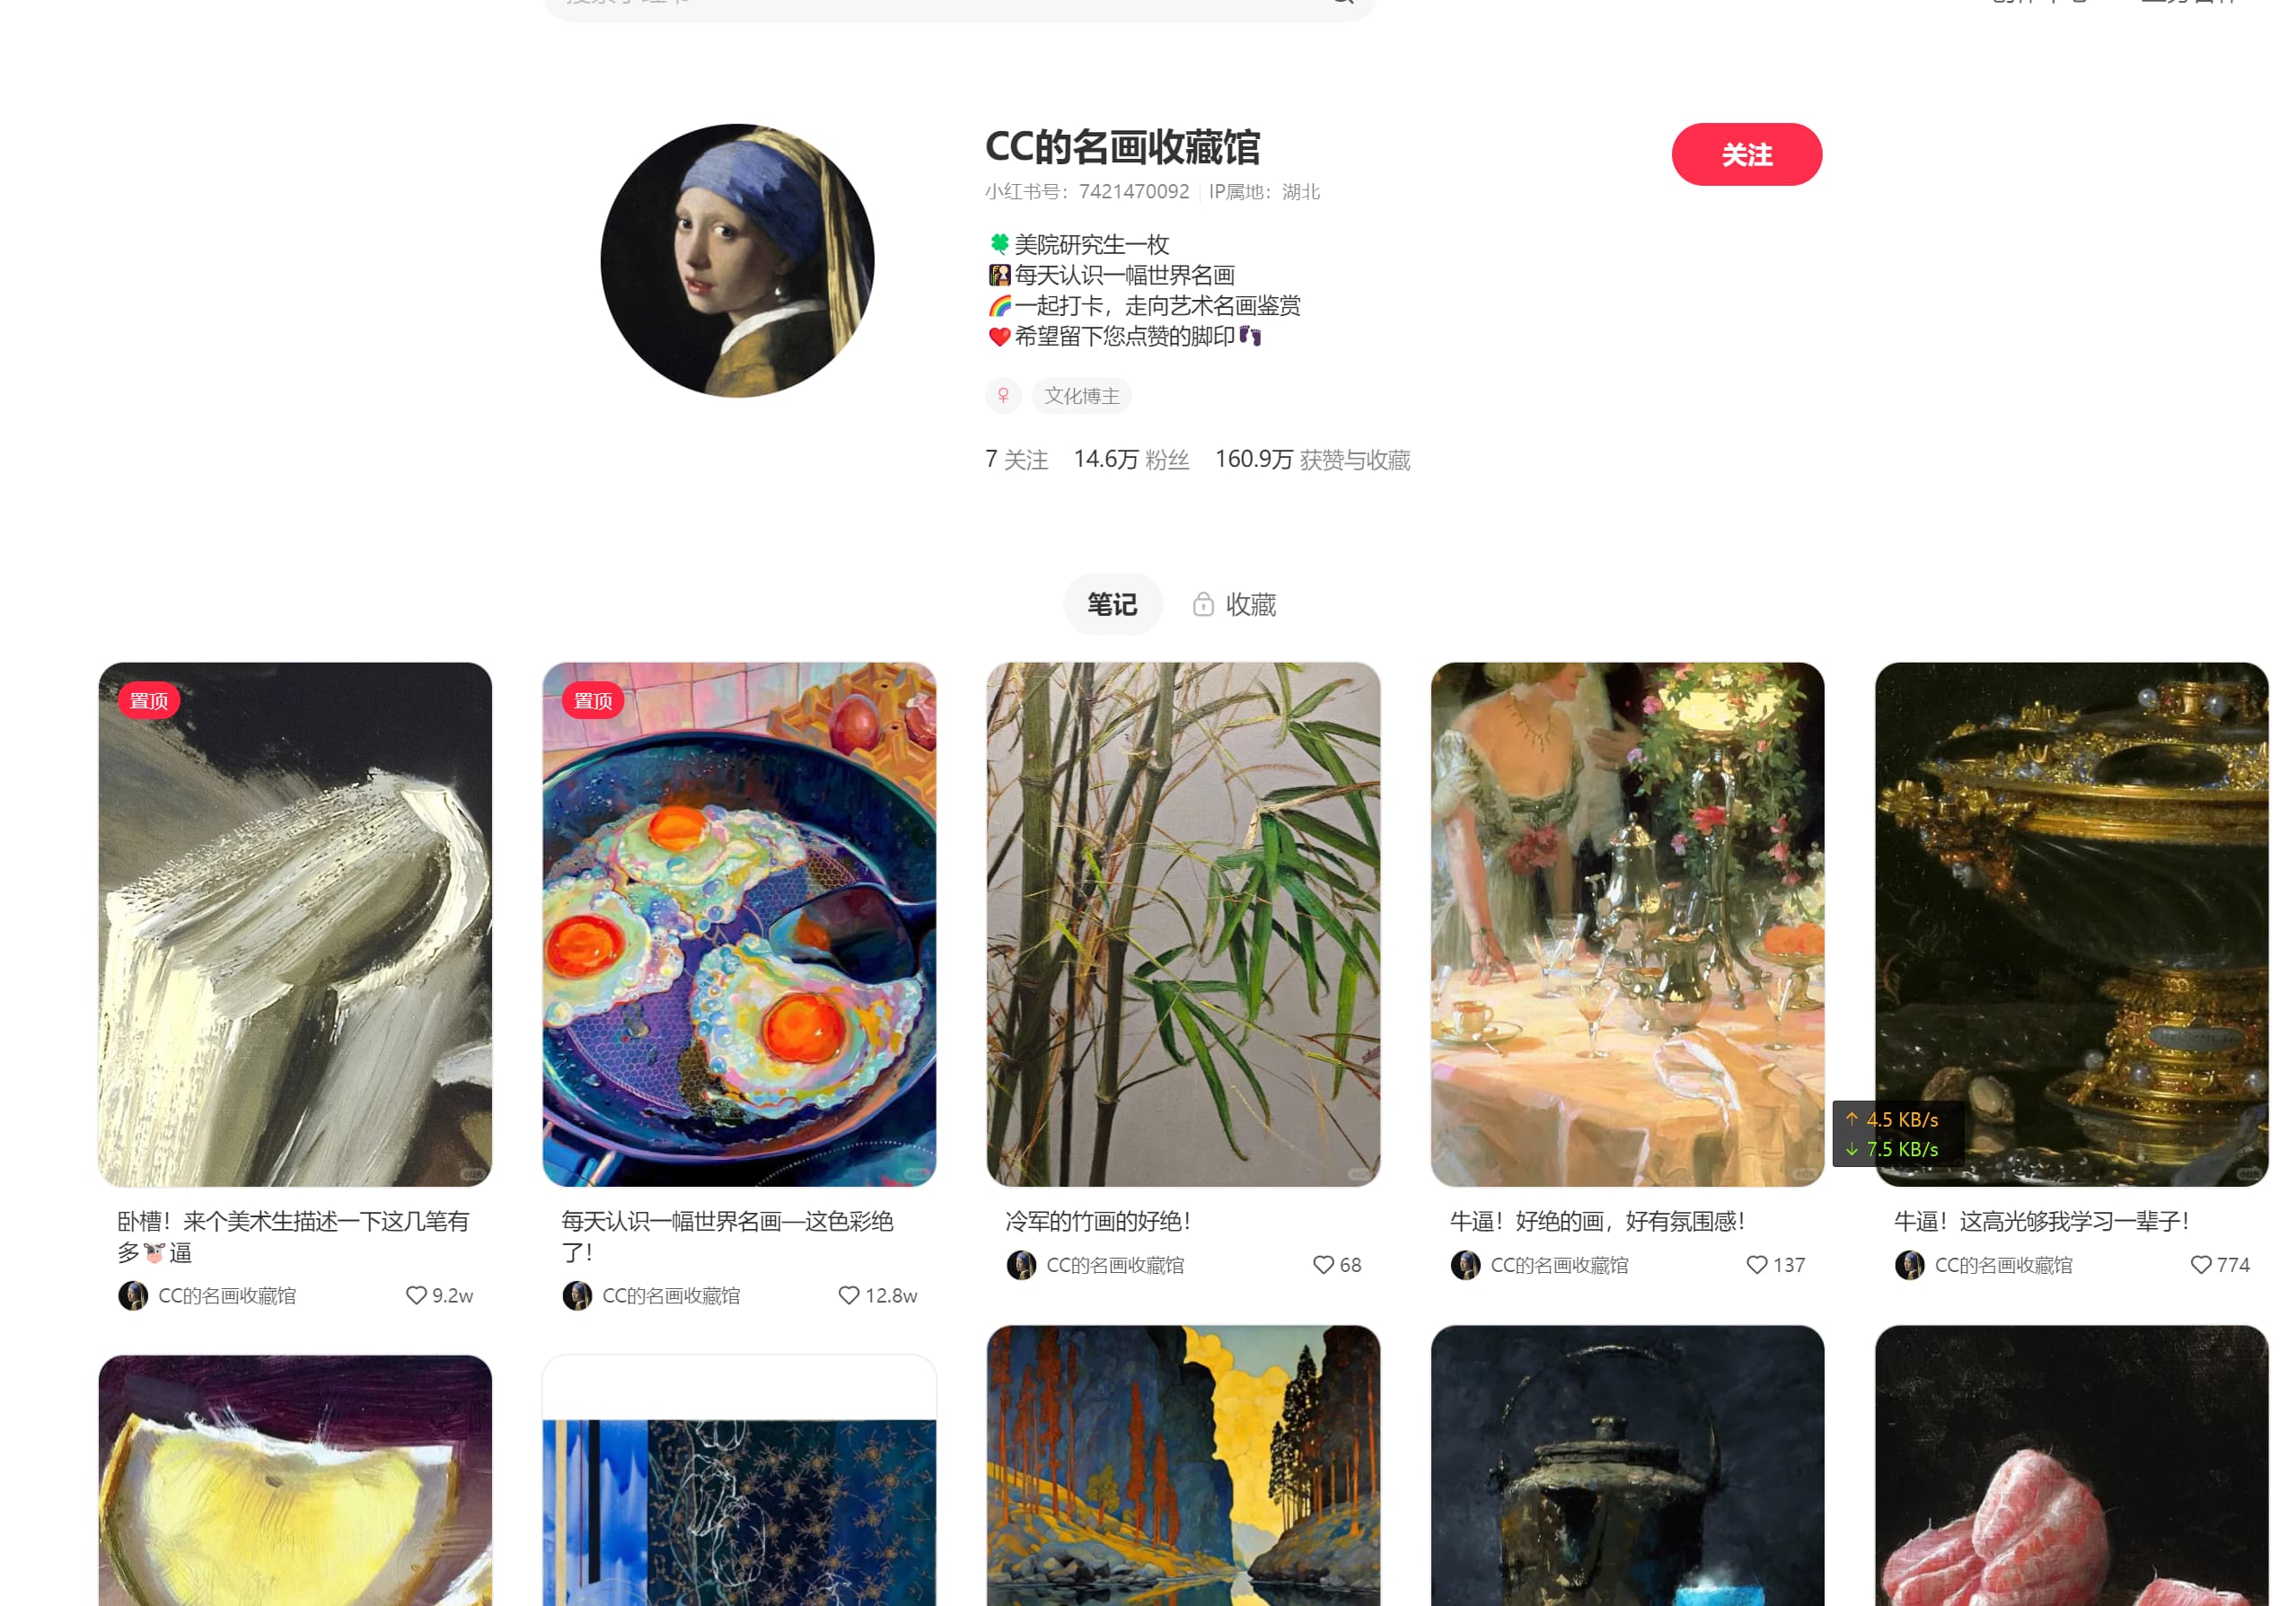 CC的名画收藏馆
关注
小红书号：7421470092 IP属地：湖北
🍀美院研究生一枚
🎇每天认识一幅世界名画
🌈一起打卡，走向艺术名画鉴赏
❤️希望留下您点赞的脚印👣
♀ 文化博主
7 关注 14.6万 粉丝 160.9万 获赞与收藏
笔记 收藏
置顶
卧槽！来个美术生描述一下这几笔有
多🐮逼
CC的名画收藏馆 9.2w
置顶
每天认识一幅世界名画—这色彩绝
了！
CC的名画收藏馆 12.8w
冷军的竹画的好绝！
CC的名画收藏馆 68
牛逼！好绝的画，好有氛围感！
CC的名画收藏馆 137
牛逼！这高光够我学习一辈子！
CC的名画收藏馆 774
↑ 4.5 KB/s
↓ 7.5 KB/s